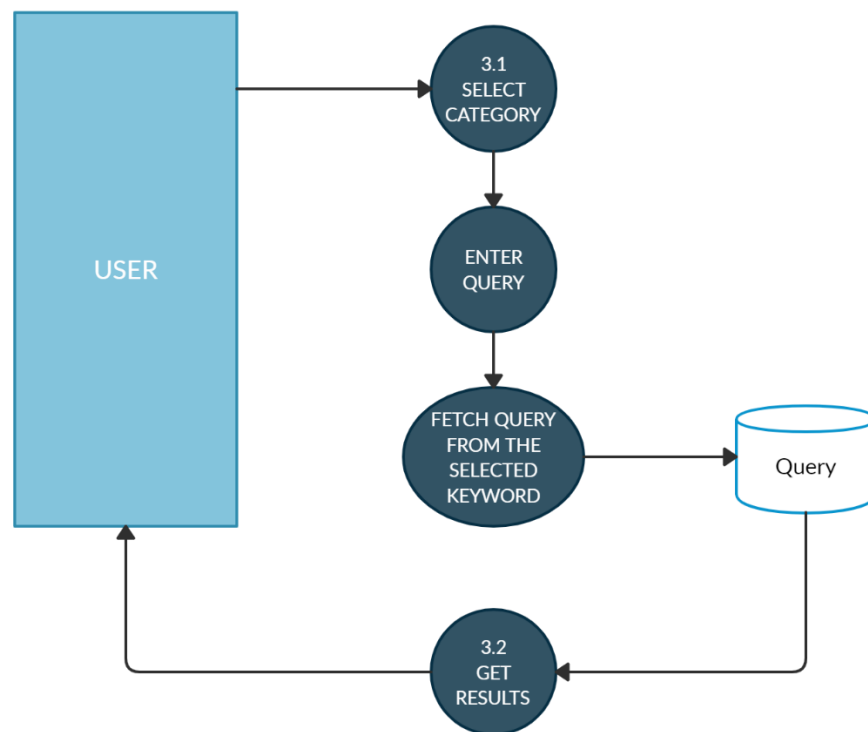 3.1
SELECT
CATEGORY
USER
ENTER
QUERY
FETCH QUERY
FROM THE
SELECTED
KEYWORD
Query
3.2
GET
RESULTS